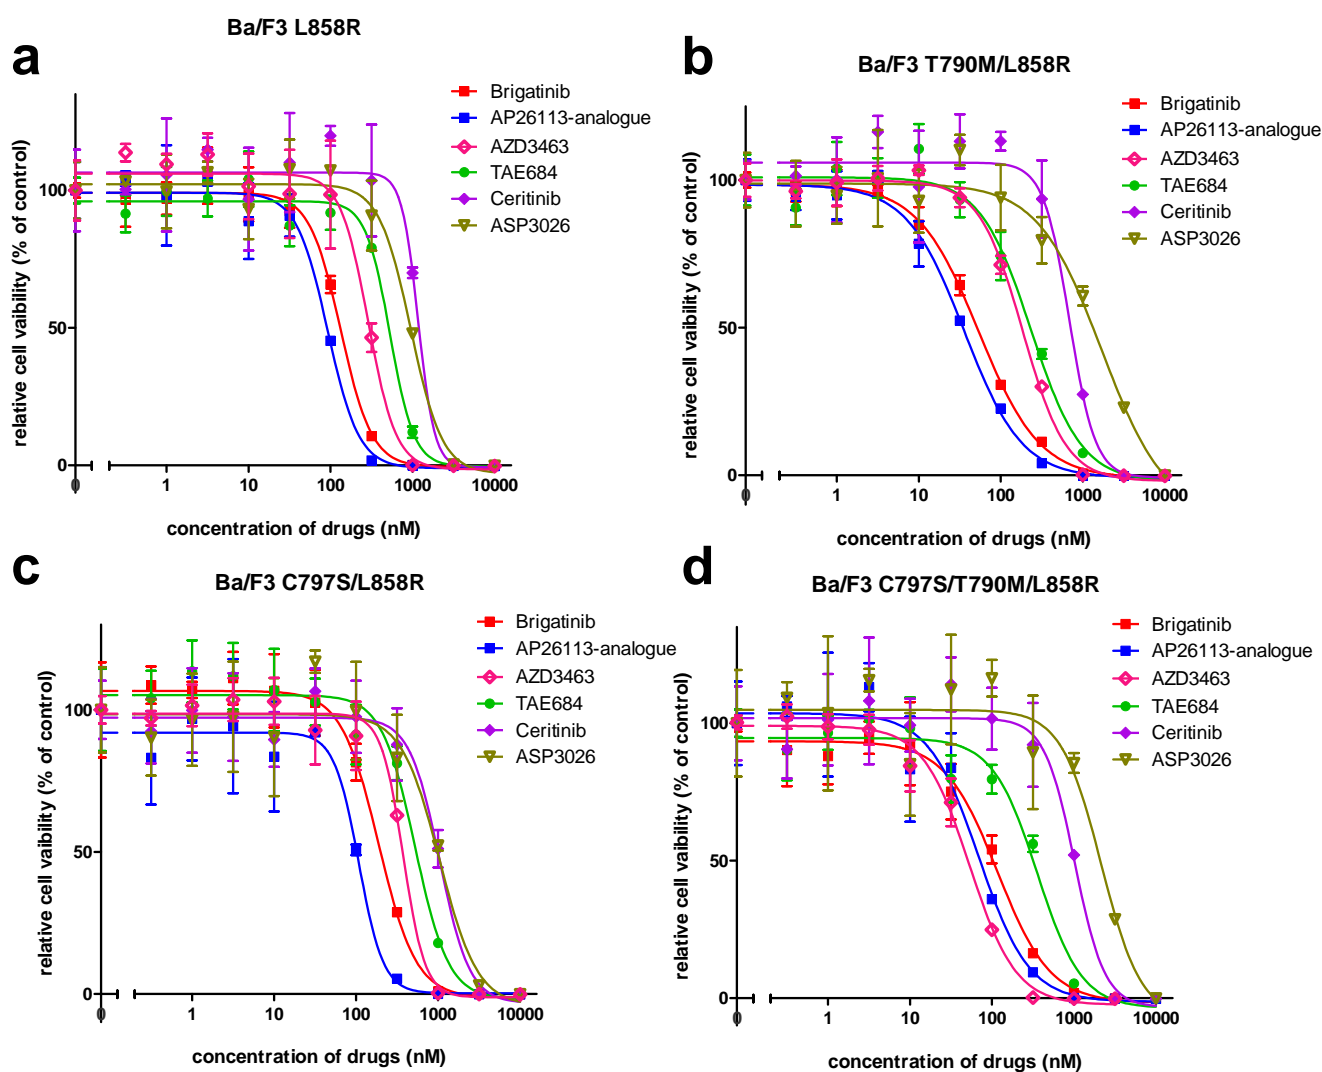 a
Ba/F3 L858R
relative cell vaibility (% of control)
100
50
0
0
1
10
100
1000
10000
concentration of drugs (nM)
Brigatinib
AP26113-analogue
AZD3463
TAE684
Ceritinib
ASP3026
b
Ba/F3 T790M/L858R
relative cell vaibility (% of control)
100
50
0
0
1
10
100
1000
10000
concentration of drugs (nM)
Brigatinib
AP26113-analogue
AZD3463
TAE684
Ceritinib
ASP3026
c
Ba/F3 C797S/L858R
relative cell vaibility (% of control)
100
50
0
0
1
10
100
1000
10000
concentration of drugs (nM)
Brigatinib
AP26113-analogue
AZD3463
TAE684
Ceritinib
ASP3026
d
Ba/F3 C797S/T790M/L858R
relative cell vaibility (% of control)
100
50
0
0
1
10
100
1000
10000
concentration of drugs (nM)
Brigatinib
AP26113-analogue
AZD3463
TAE684
Ceritinib
ASP3026